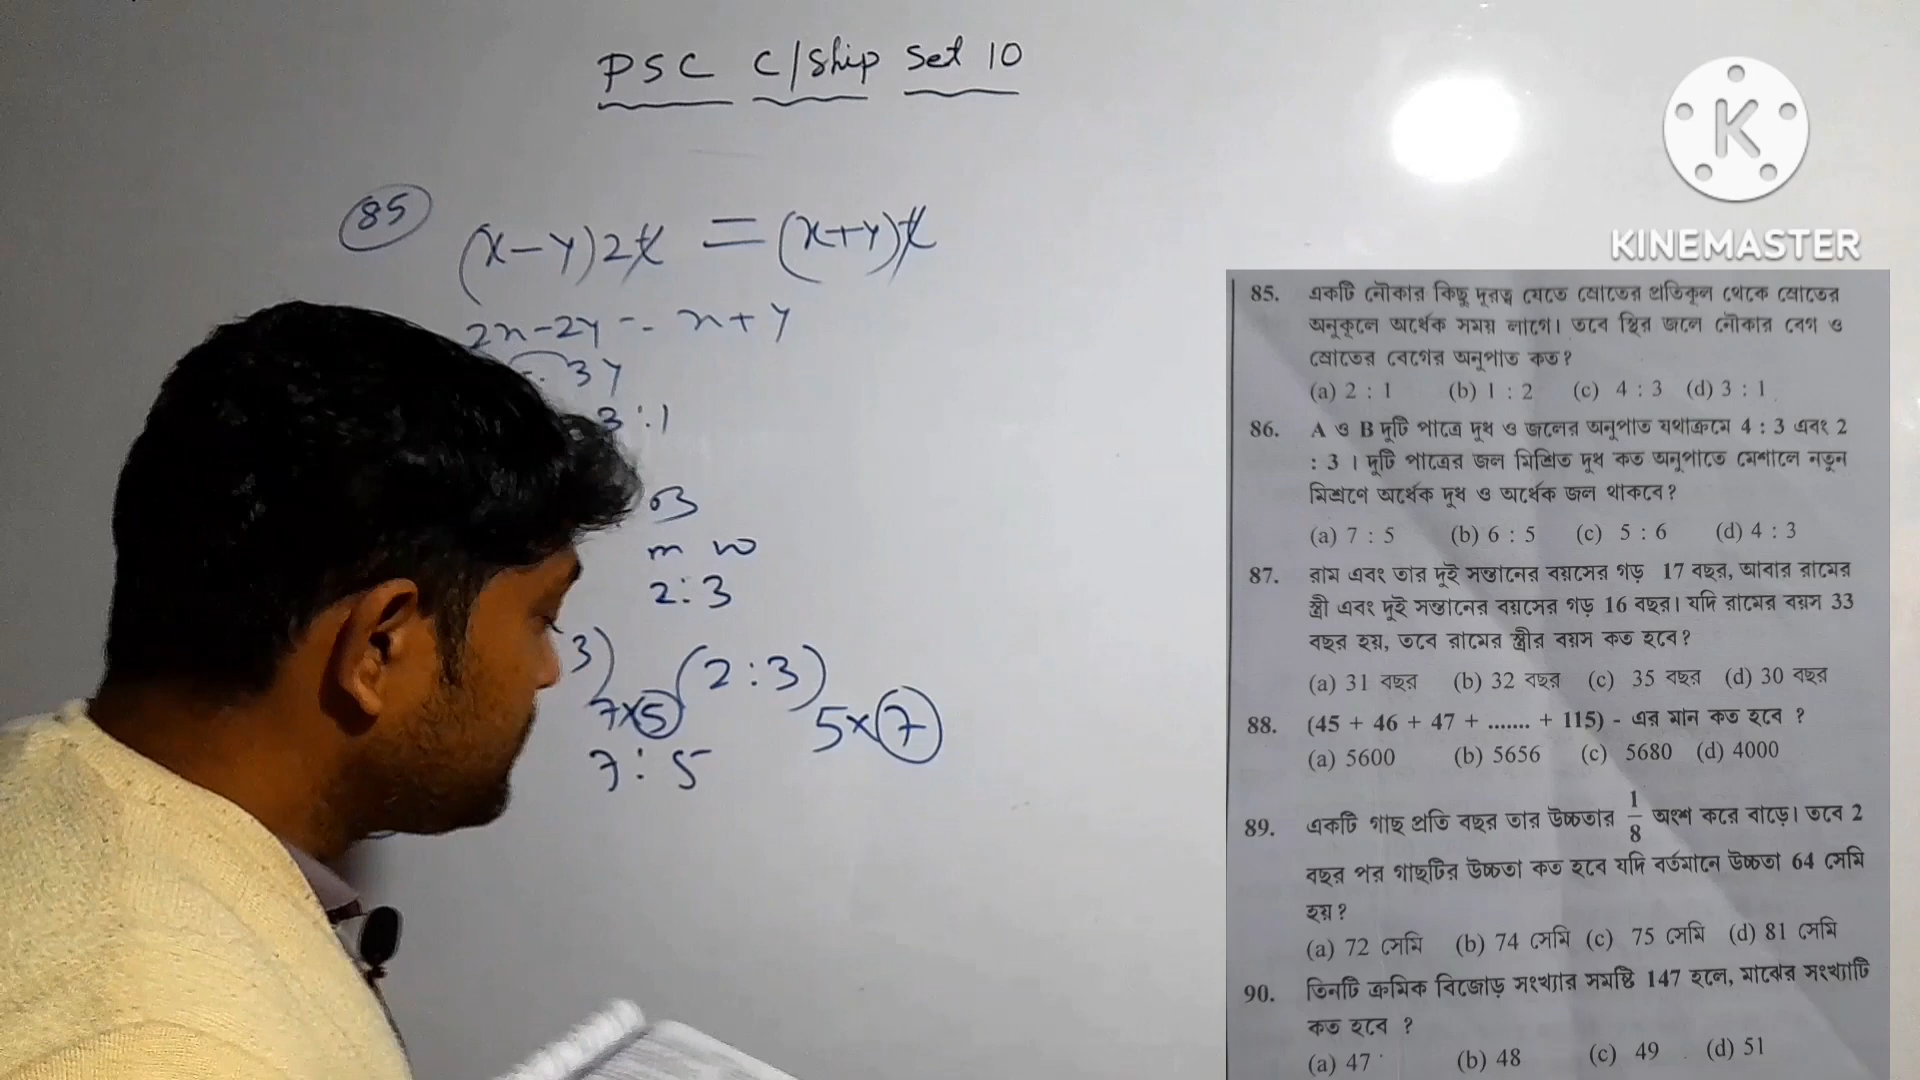 PSC C/Ship Set 10
85
(x-y)2t = (x+y)t
2x-2y = x+y
3y
3:1
B
m w
2:3
3) (2:3)
7x5 5x7
7:5
KINEMASTER
85. একটি নৌকার কিছু দূরত্ব যেতে স্রোতের প্রতিকূল থেকে স্রোতের
অনুকূলে অর্ধেক সময় লাগে। তবে স্থির জলে নৌকার বেগ ও
স্রোতের বেগের অনুপাত কত?
(a) 2 : 1 (b) 1 : 2 (c) 4 : 3 (d) 3 : 1
86. A ও B দুটি পাত্রে দুধ ও জলের অনুপাত যথাক্রমে 4 : 3 এবং 2
: 3 । দুটি পাত্রের জল মিশ্রিত দুধ কত অনুপাতে মেশালে নতুন
মিশ্রণে অর্ধেক দুধ ও অর্ধেক জল থাকবে?
(a) 7 : 5 (b) 6 : 5 (c) 5 : 6 (d) 4 : 3
87. রাম এবং তার দুই সন্তানের বয়সের গড় 17 বছর, আবার রামের
স্ত্রী এবং দুই সন্তানের বয়সের গড় 16 বছর। যদি রামের বয়স 33
বছর হয়, তবে রামের স্ত্রীর বয়স কত হবে?
(a) 31 বছর (b) 32 বছর (c) 35 বছর (d) 30 বছর
88. (45 + 46 + 47 + ....... + 115) - এর মান কত হবে ?
(a) 5600 (b) 5656 (c) 5680 (d) 4000
89. একটি গাছ প্রতি বছর তার উচ্চতার 1/8 অংশ করে বাড়ে। তবে 2
বছর পর গাছটির উচ্চতা কত হবে যদি বর্তমানে উচ্চতা 64 সেমি
হয়?
(a) 72 সেমি (b) 74 সেমি (c) 75 সেমি (d) 81 সেমি
90. তিনটি ক্রমিক বিজোড় সংখ্যার সমষ্টি 147 হলে, মাঝের সংখ্যাটি
কত হবে ?
(a) 47 (b) 48 (c) 49 (d) 51